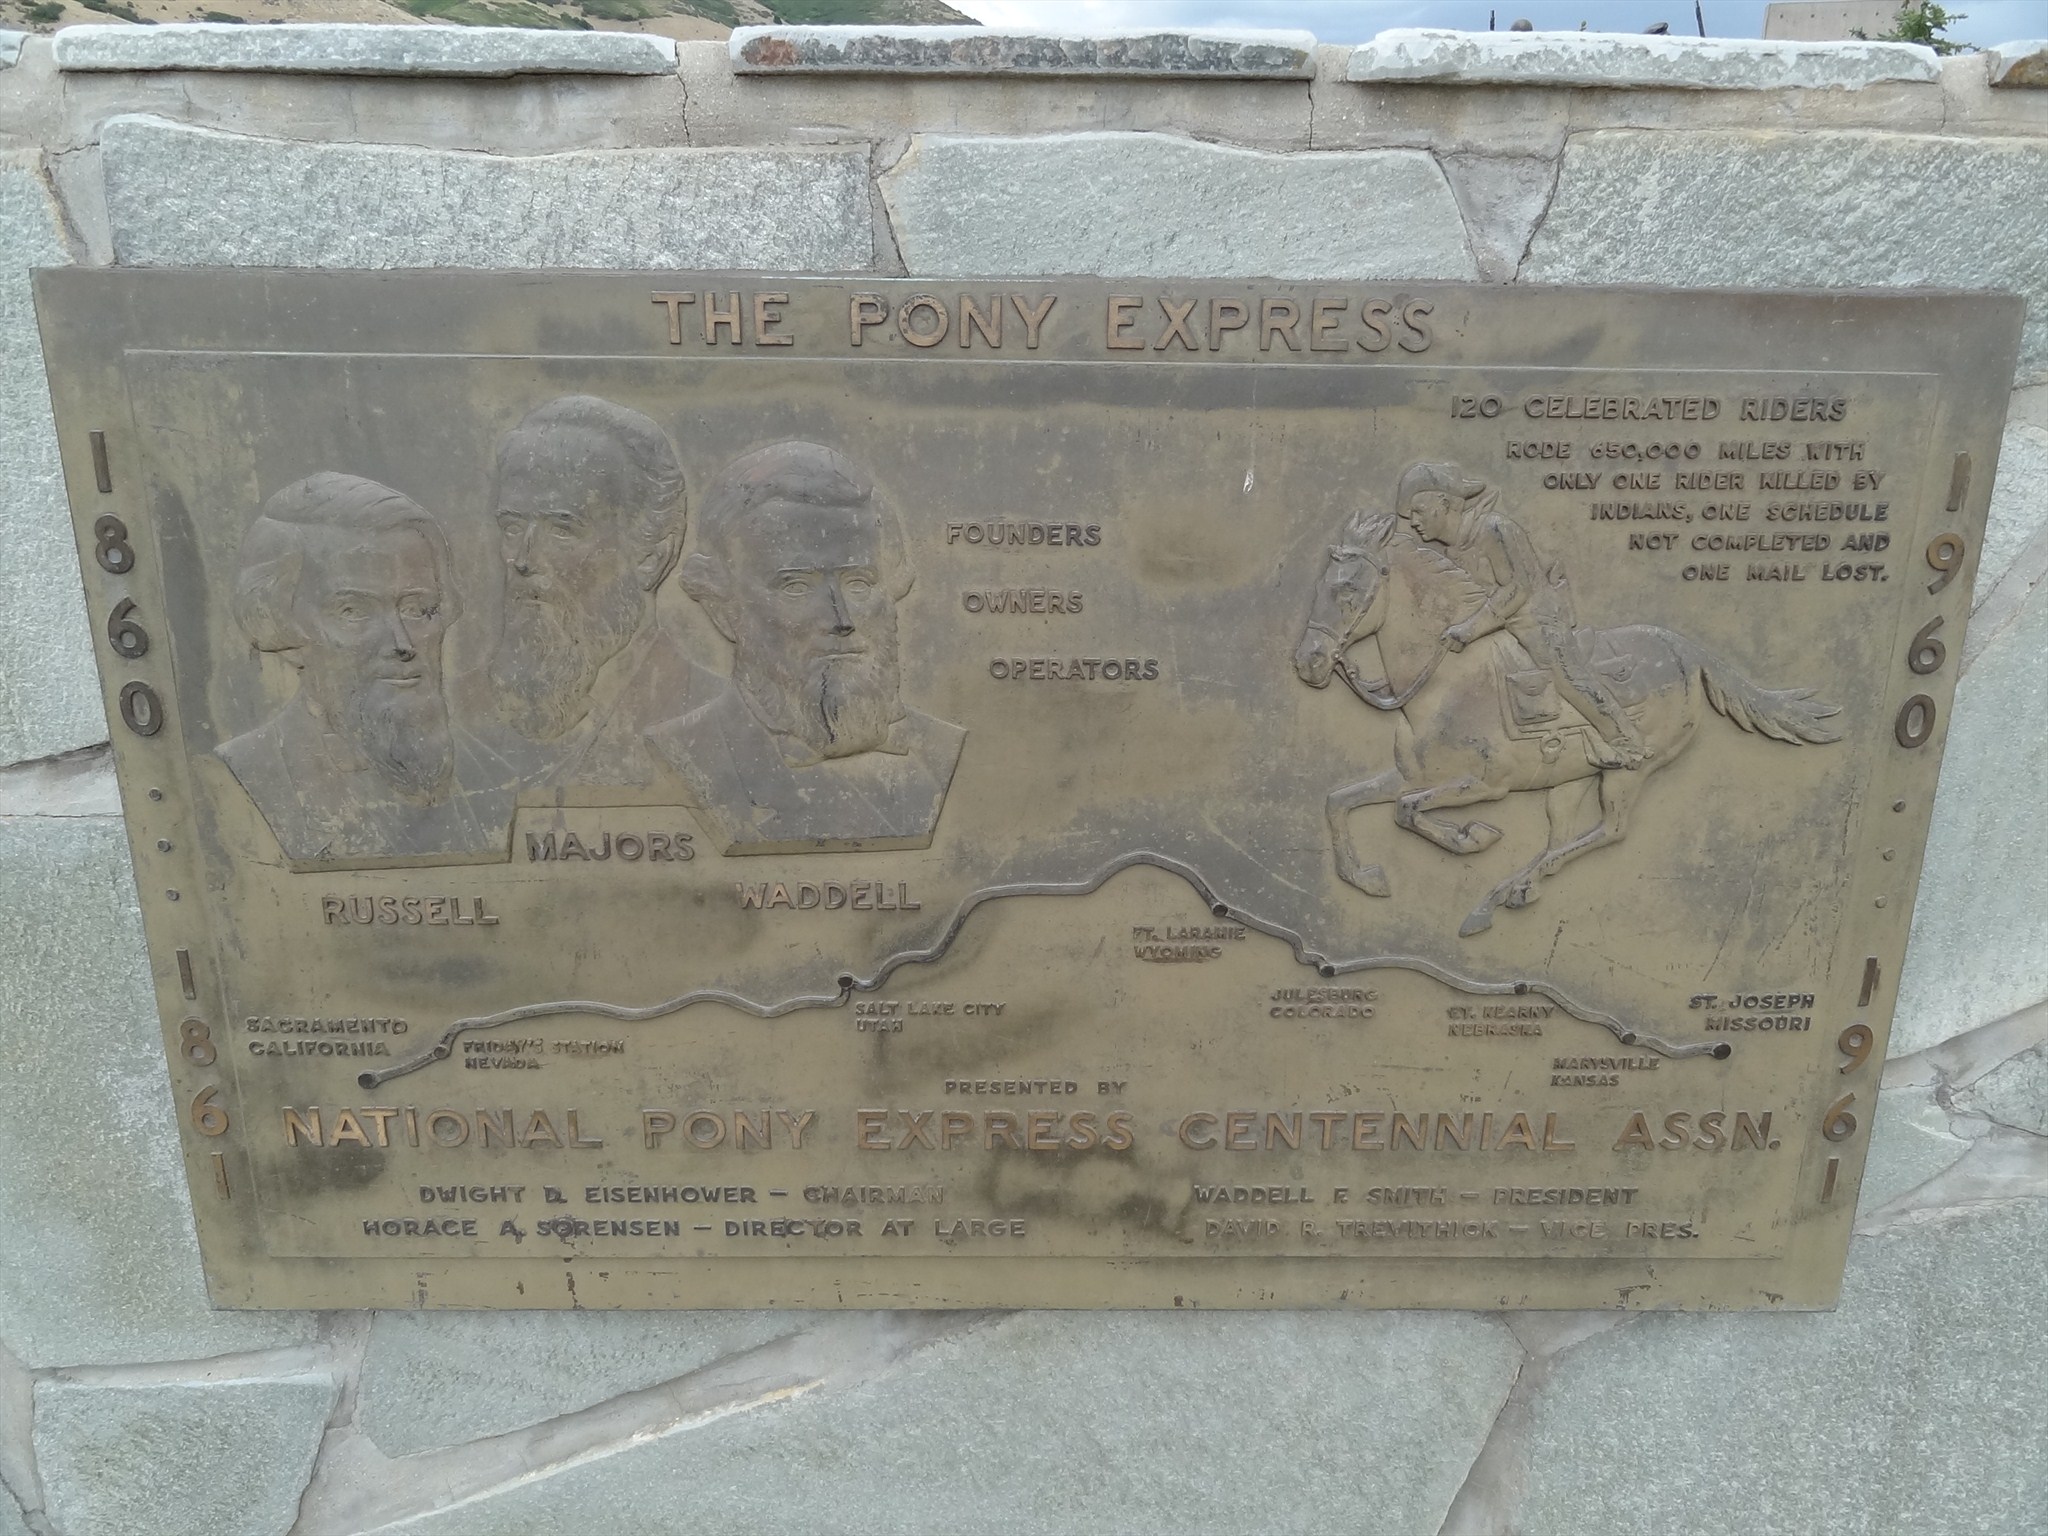 THE PONY EXPRESS
1860 · · · · 1861
1960 · · · · 1961
120 CELEBRATED RIDERS
RODE 650,000 MILES WITH
ONLY ONE RIDER KILLED BY
INDIANS, ONE SCHEDULE
NOT COMPLETED AND
ONE MAIL LOST.
FOUNDERS
OWNERS
OPERATORS
MAJORS
RUSSELL
WADDELL
SACRAMENTO
CALIFORNIA
FRIDAY'S STATION
NEVADA
SALT LAKE CITY
UTAH
FT. LARAMIE
WYOMING
JULESBURG
COLORADO
FT. KEARNY
NEBRASKA
MARYSVILLE
KANSAS
ST. JOSEPH
MISSOURI
PRESENTED BY
NATIONAL PONY EXPRESS CENTENNIAL ASSN.
DWIGHT D. EISENHOWER – CHAIRMAN
WADDELL F. SMITH – PRESIDENT
HORACE A. SORENSEN – DIRECTOR AT LARGE
DAVID R. TREVITHICK – VICE PRES.